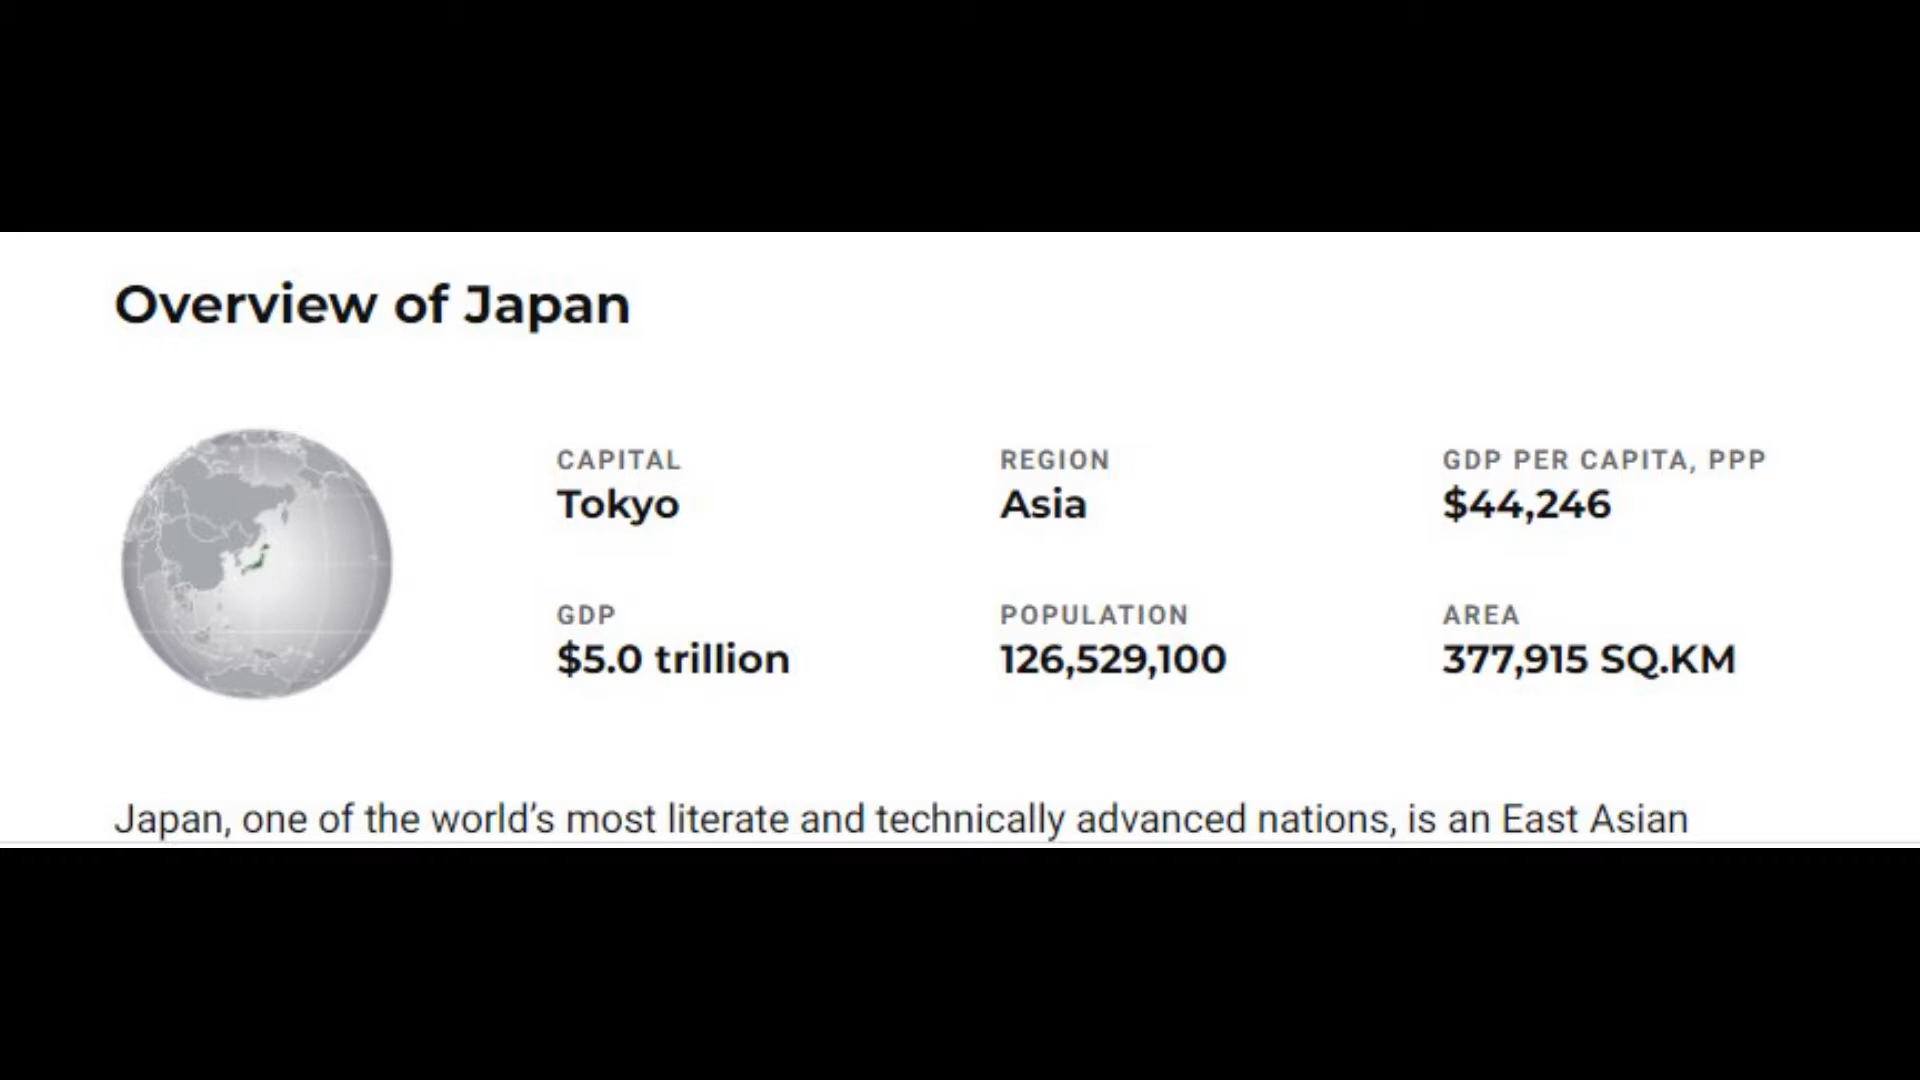 Overview of Japan
CAPITAL
Tokyo
REGION
Asia
GDP PER CAPITA, PPP
$44,246
GDP
$5.0 trillion
POPULATION
126,529,100
AREA
377,915 SQ.KM
Japan, one of the world’s most literate and technically advanced nations, is an East Asian